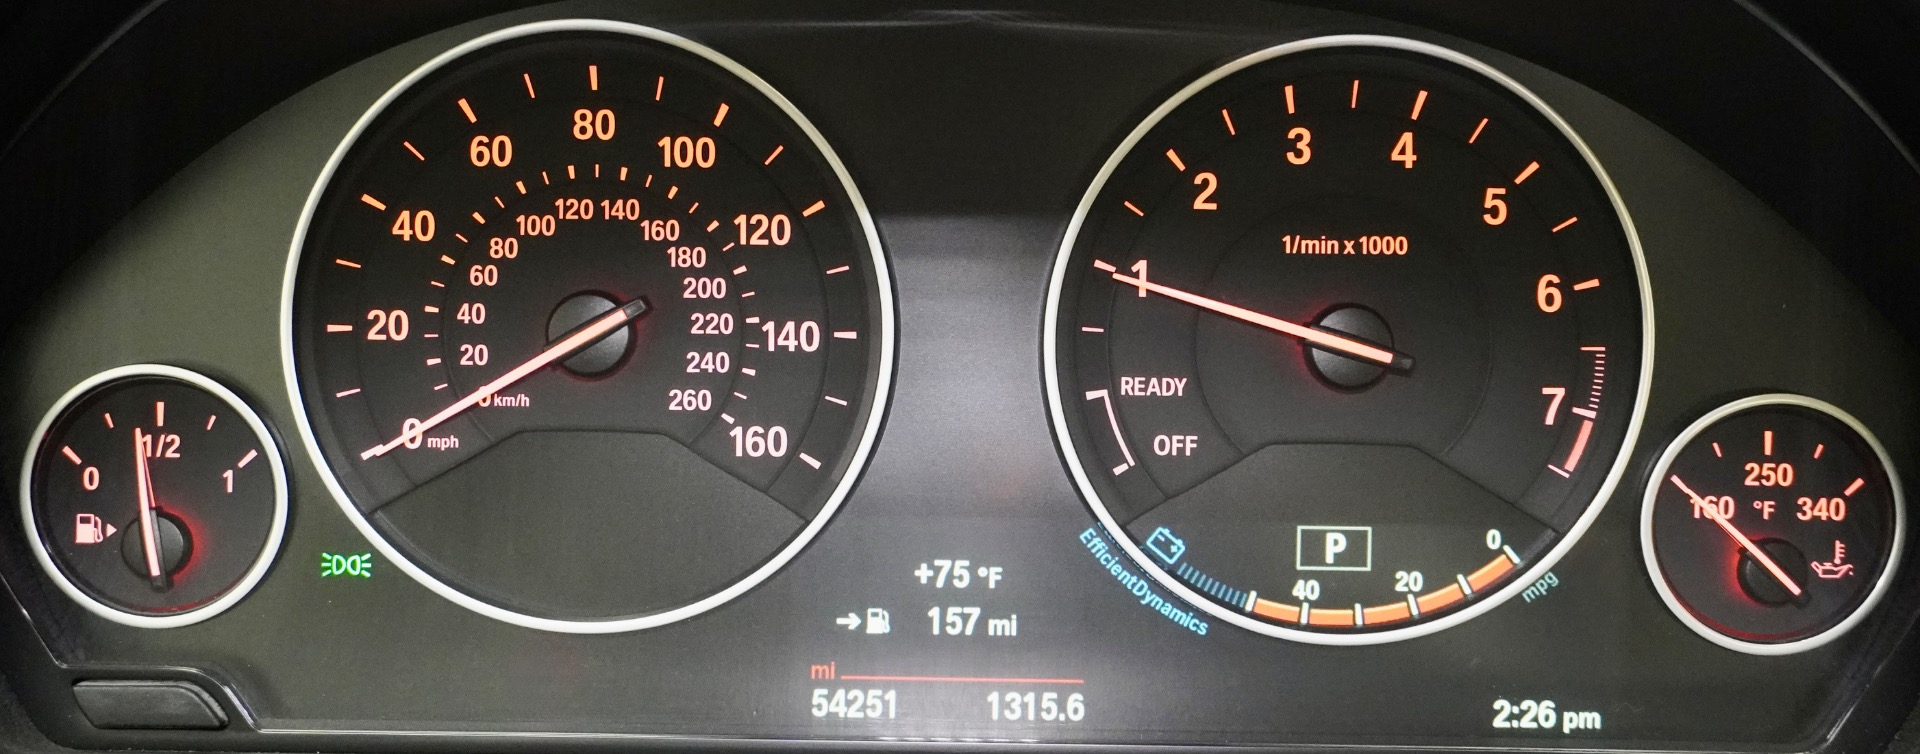 0
1/2
1
20
40
60
80
100
120
140
160
0 mph
0 km/h
20
40
60
80
100
120
140
160
180
200
220
240
260
+75 °F
157 mi
mi
54251 1315.6
1
2
3
4
5
6
7
1/min x 1000
READY
OFF
P
EfficientDynamics
40
20
0
mpg
160
250
340
°F
2:26 pm